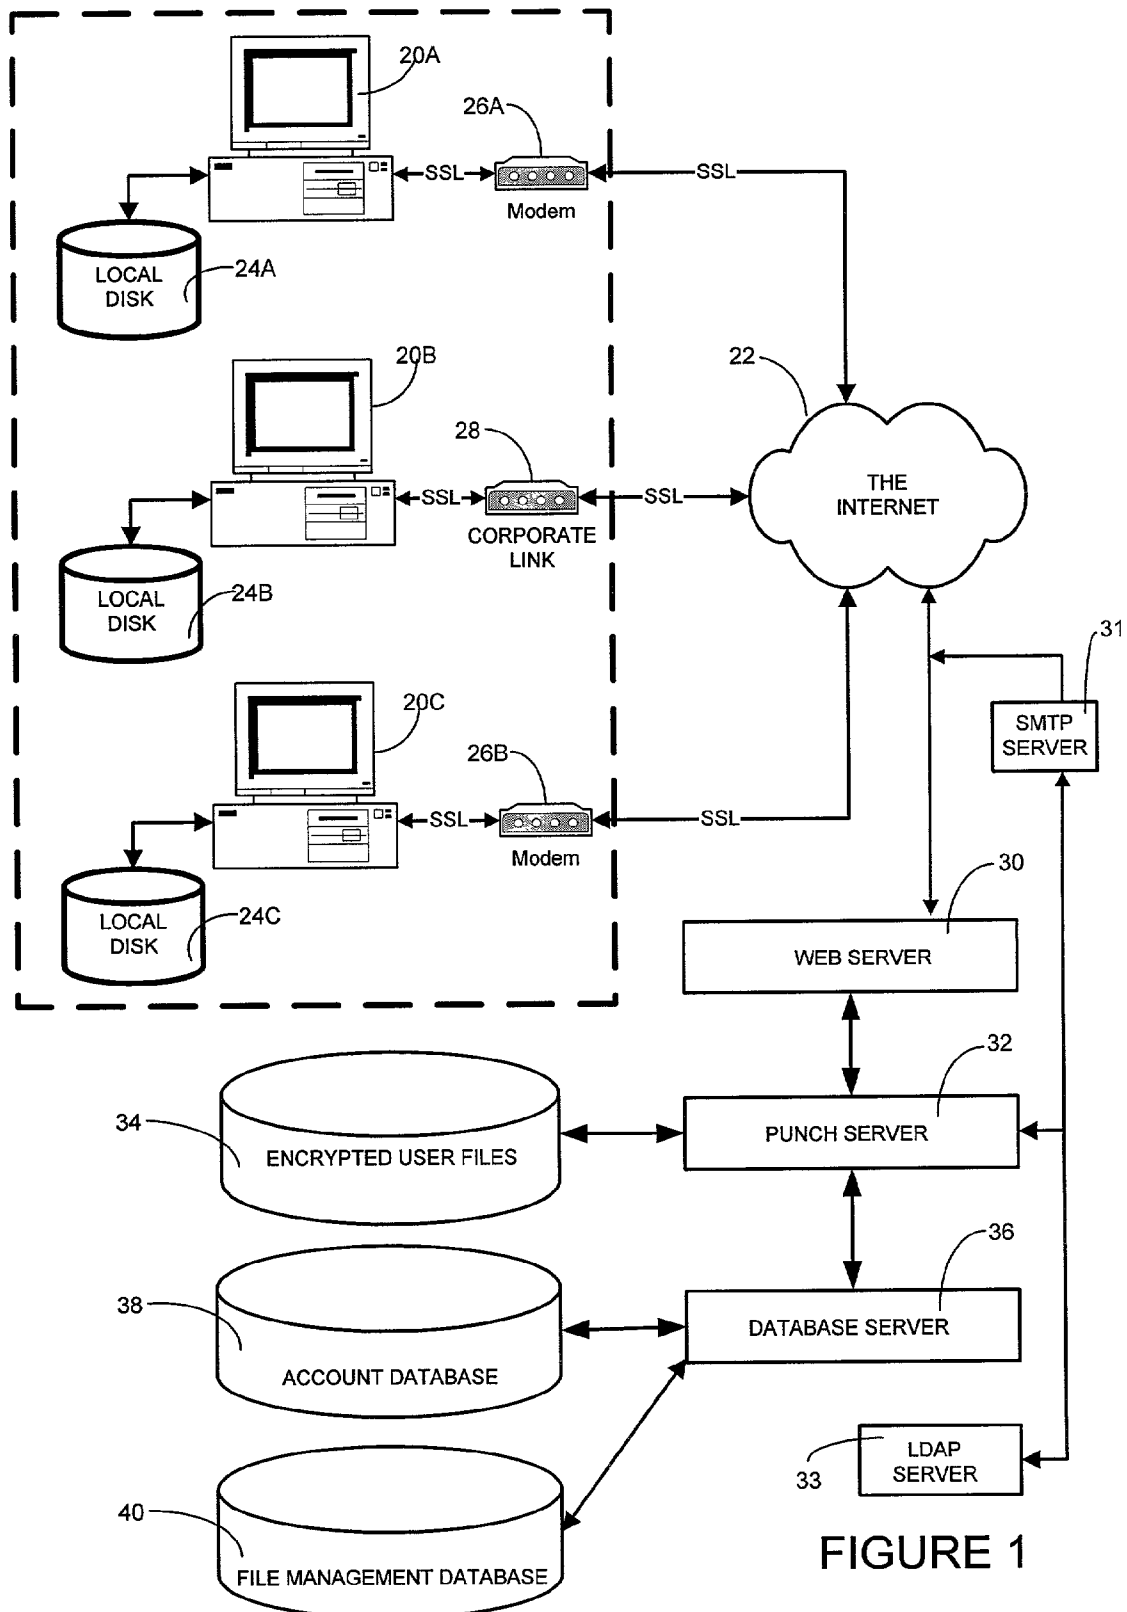 20A
26A
SSL
SSL
Modem
LOCAL
DISK
24A
20B
22
28
THE
INTERNET
SSL
SSL
CORPORATE
LINK
LOCAL
DISK
24B
31
20C
SMTP
SERVER
26B
SSL
SSL
Modem
LOCAL
DISK
24C
30
WEB SERVER
32
34
PUNCH SERVER
ENCRYPTED USER FILES
36
38
DATABASE SERVER
ACCOUNT DATABASE
LDAP
SERVER
33
40
FIGURE 1
FILE MANAGEMENT DATABASE